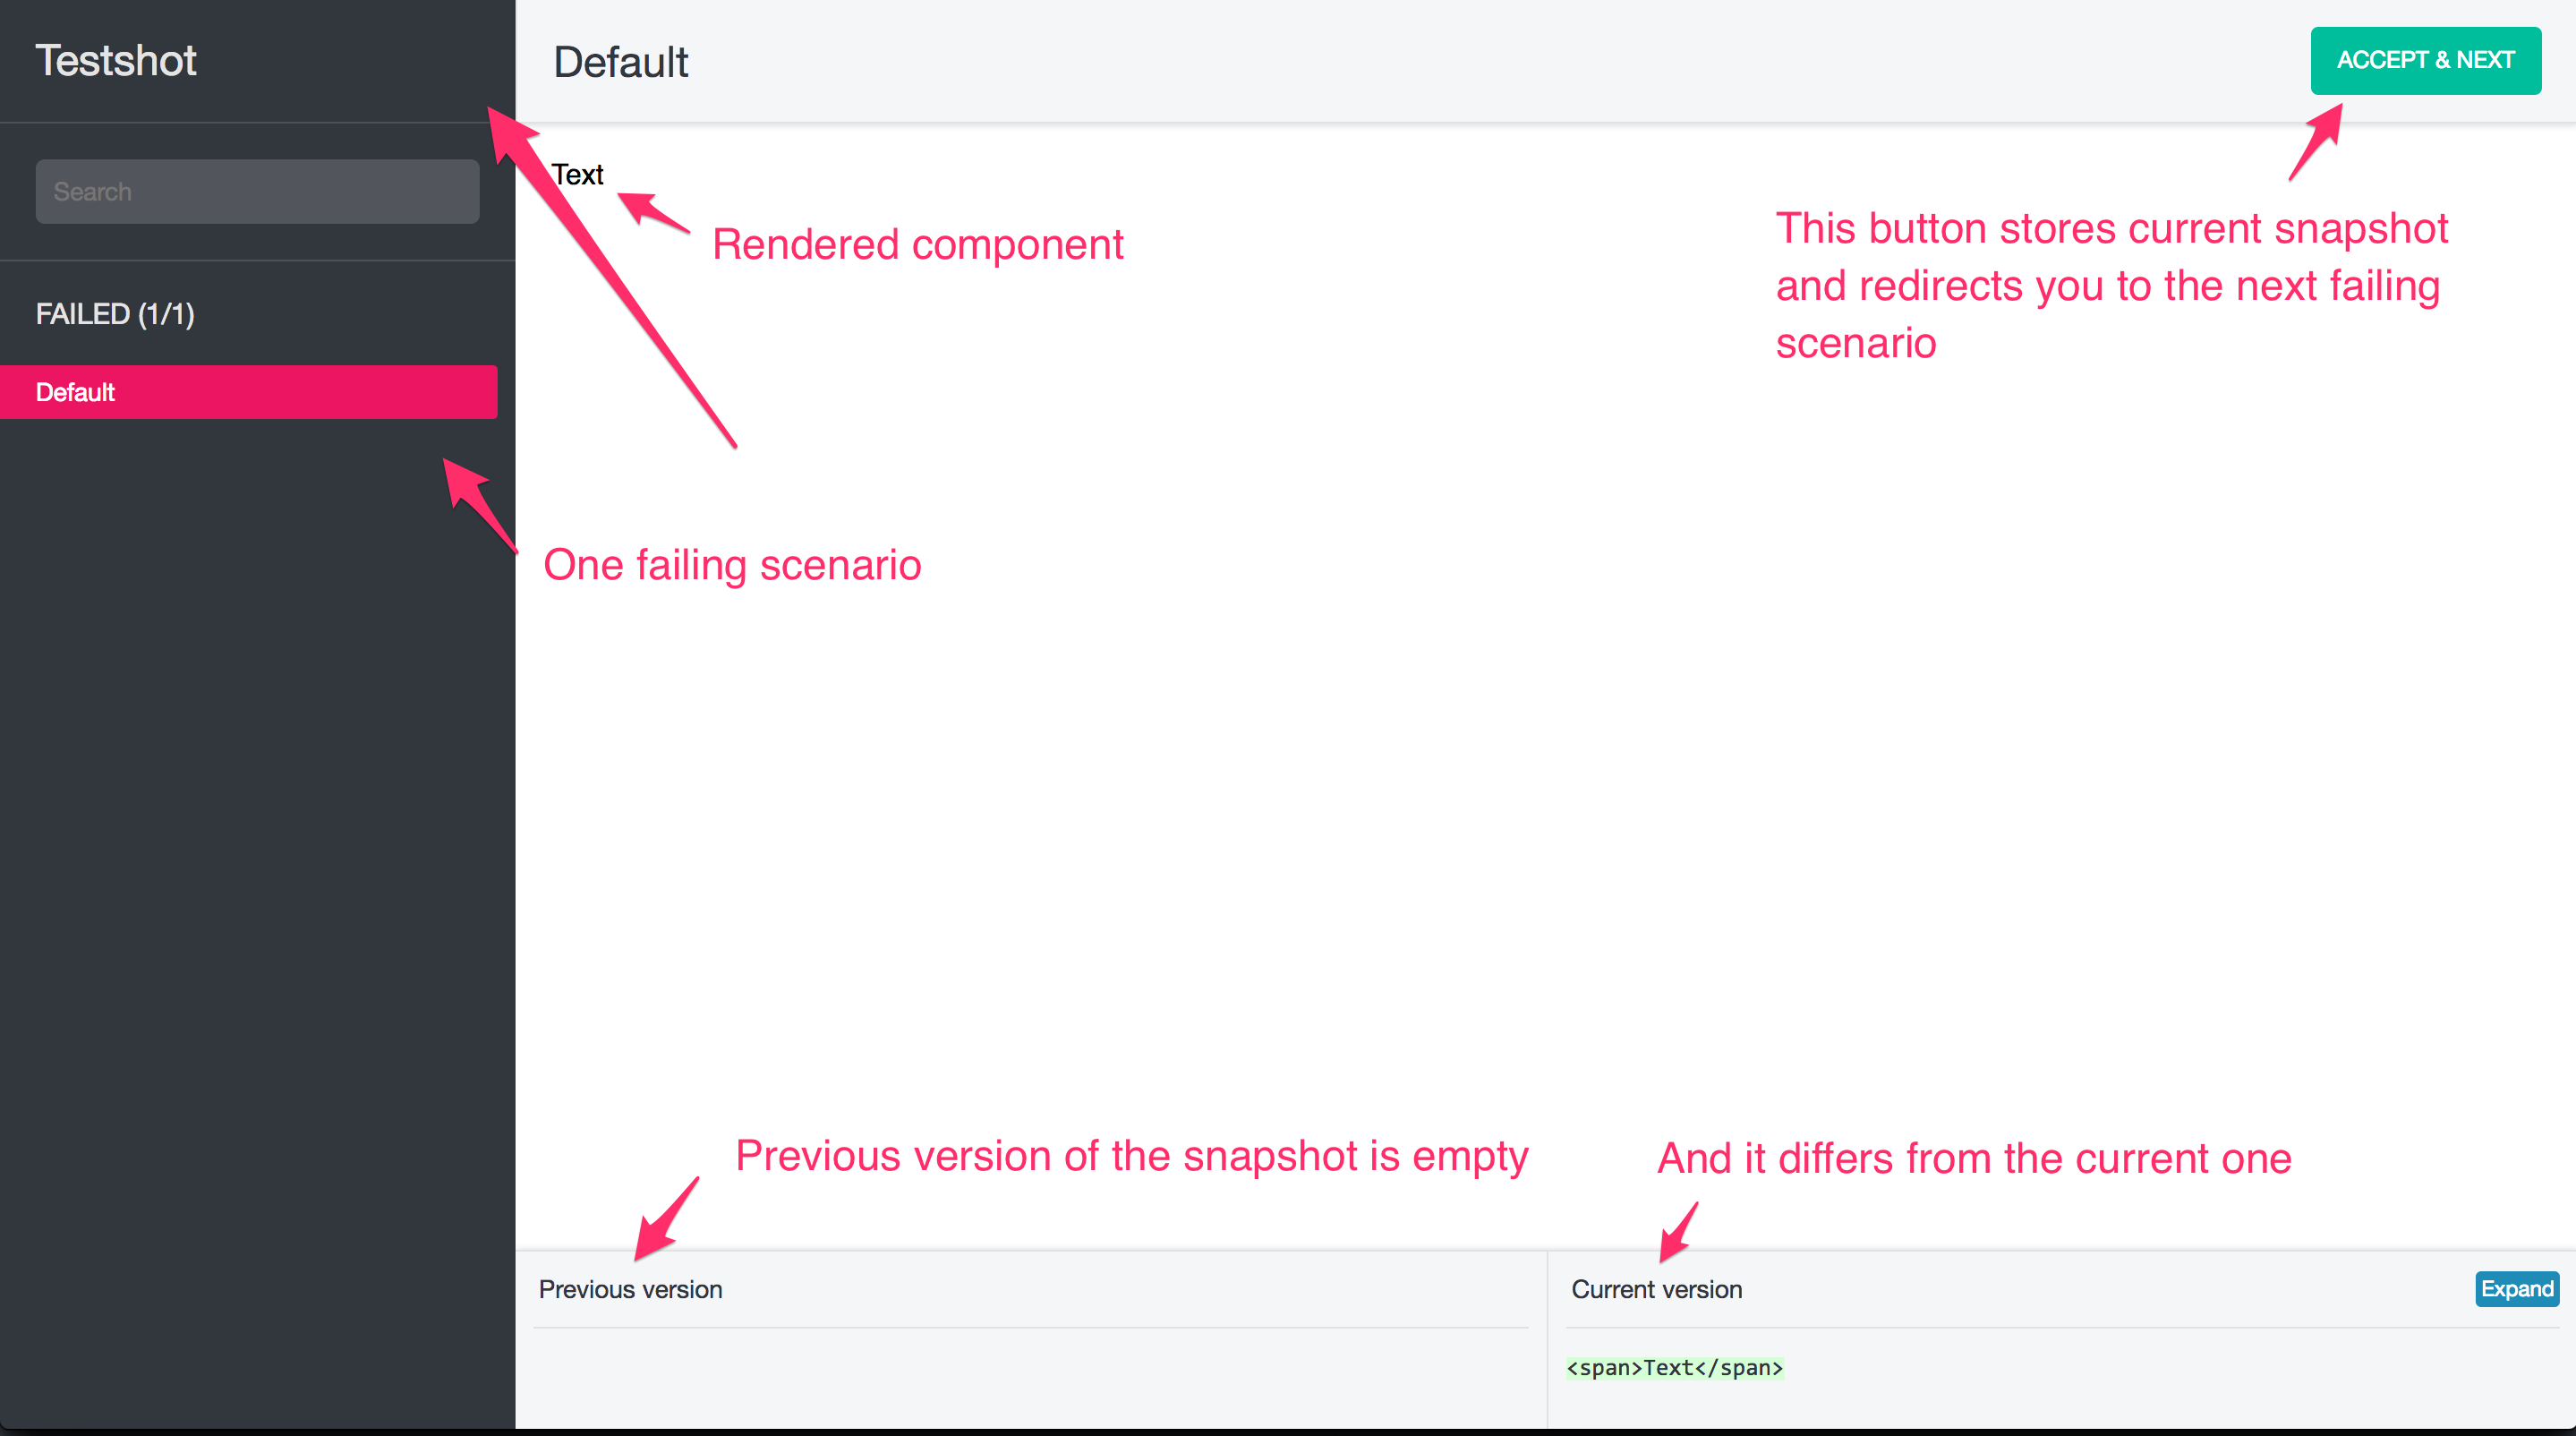 Testshot
Default
ACCEPT & NEXT
Search
Text
Rendered component
This button stores current snapshot
and redirects you to the next failing
scenario
FAILED (1/1)
Default
One failing scenario
Previous version of the snapshot is empty
And it differs from the current one
Previous version
Current version
Expand
<span>Text</span>